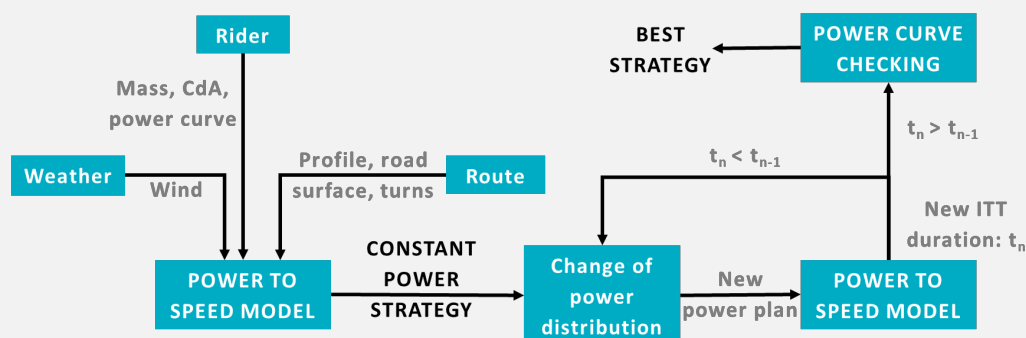 Rider
Mass, CdA,
power curve
Weather
Wind
Profile, road
surface, turns
Route
POWER TO
SPEED MODEL
CONSTANT
POWER
STRATEGY
Change of
power
distribution
New
power plan
POWER TO
SPEED MODEL
New ITT
duration: tn
tn < tn-1
tn > tn-1
POWER CURVE
CHECKING
BEST
STRATEGY